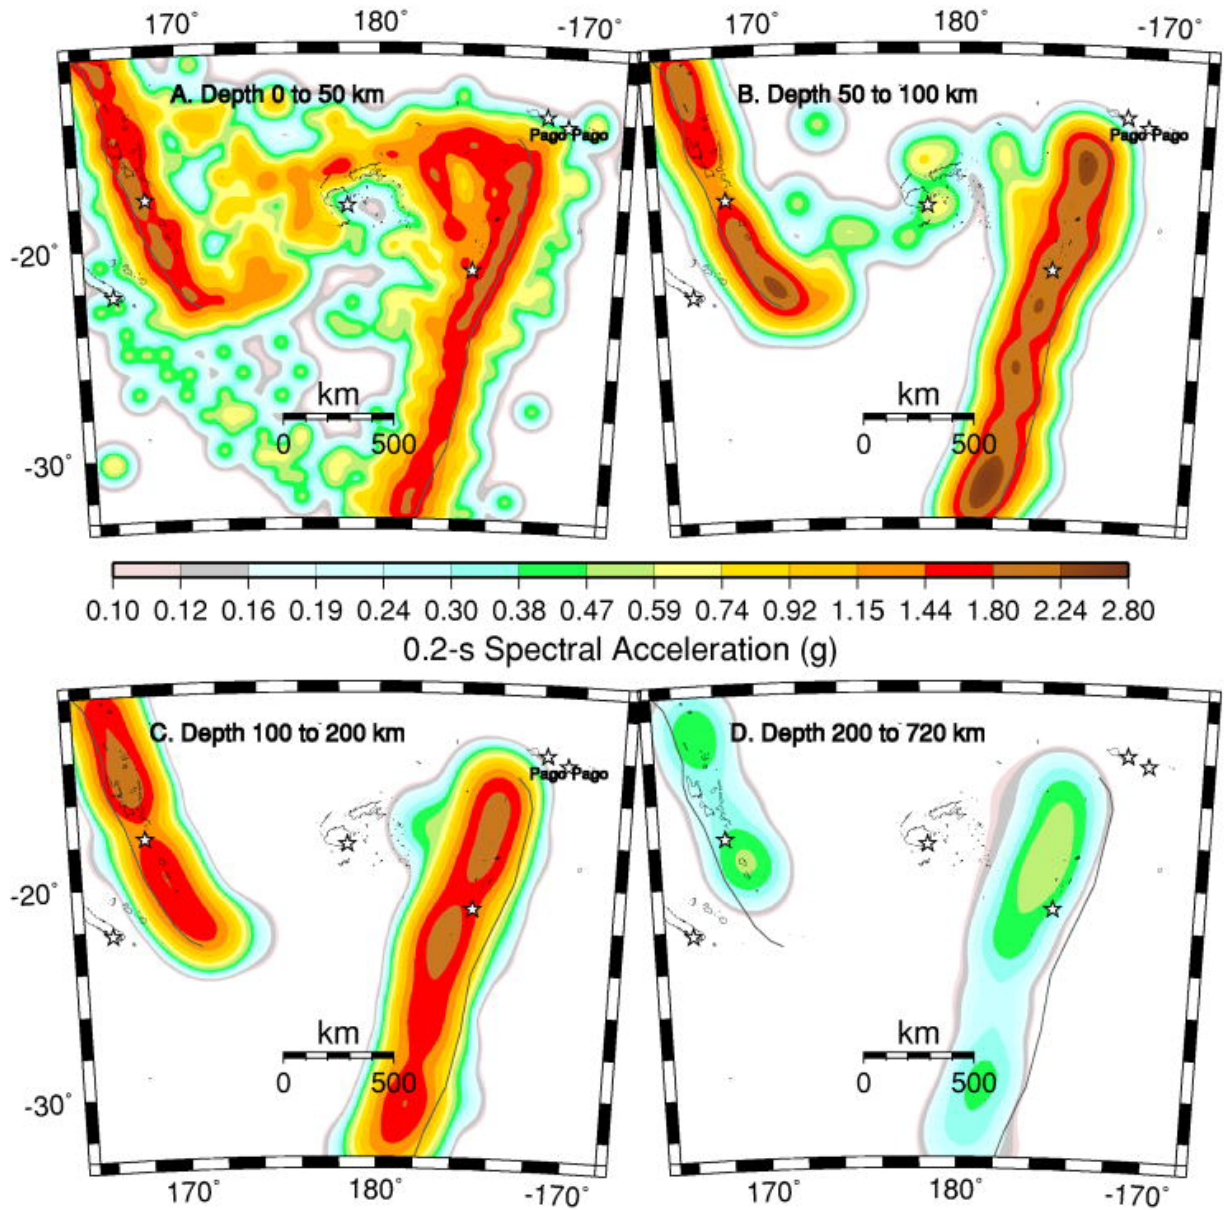 170° 180° -170° 170° 180° -170°
A. Depth 0 to 50 km B. Depth 50 to 100 km
Pago Pago Pago Pago
-20°
km km
0 500 0 500
-30°
0.10 0.12 0.16 0.19 0.24 0.30 0.38 0.47 0.59 0.74 0.92 1.15 1.44 1.80 2.24 2.80
0.2-s Spectral Acceleration (g)
C. Depth 100 to 200 km D. Depth 200 to 720 km
Pago Pago
-20°
km km
0 500 0 500
-30°
170° 180° -170° 170° 180° -170°